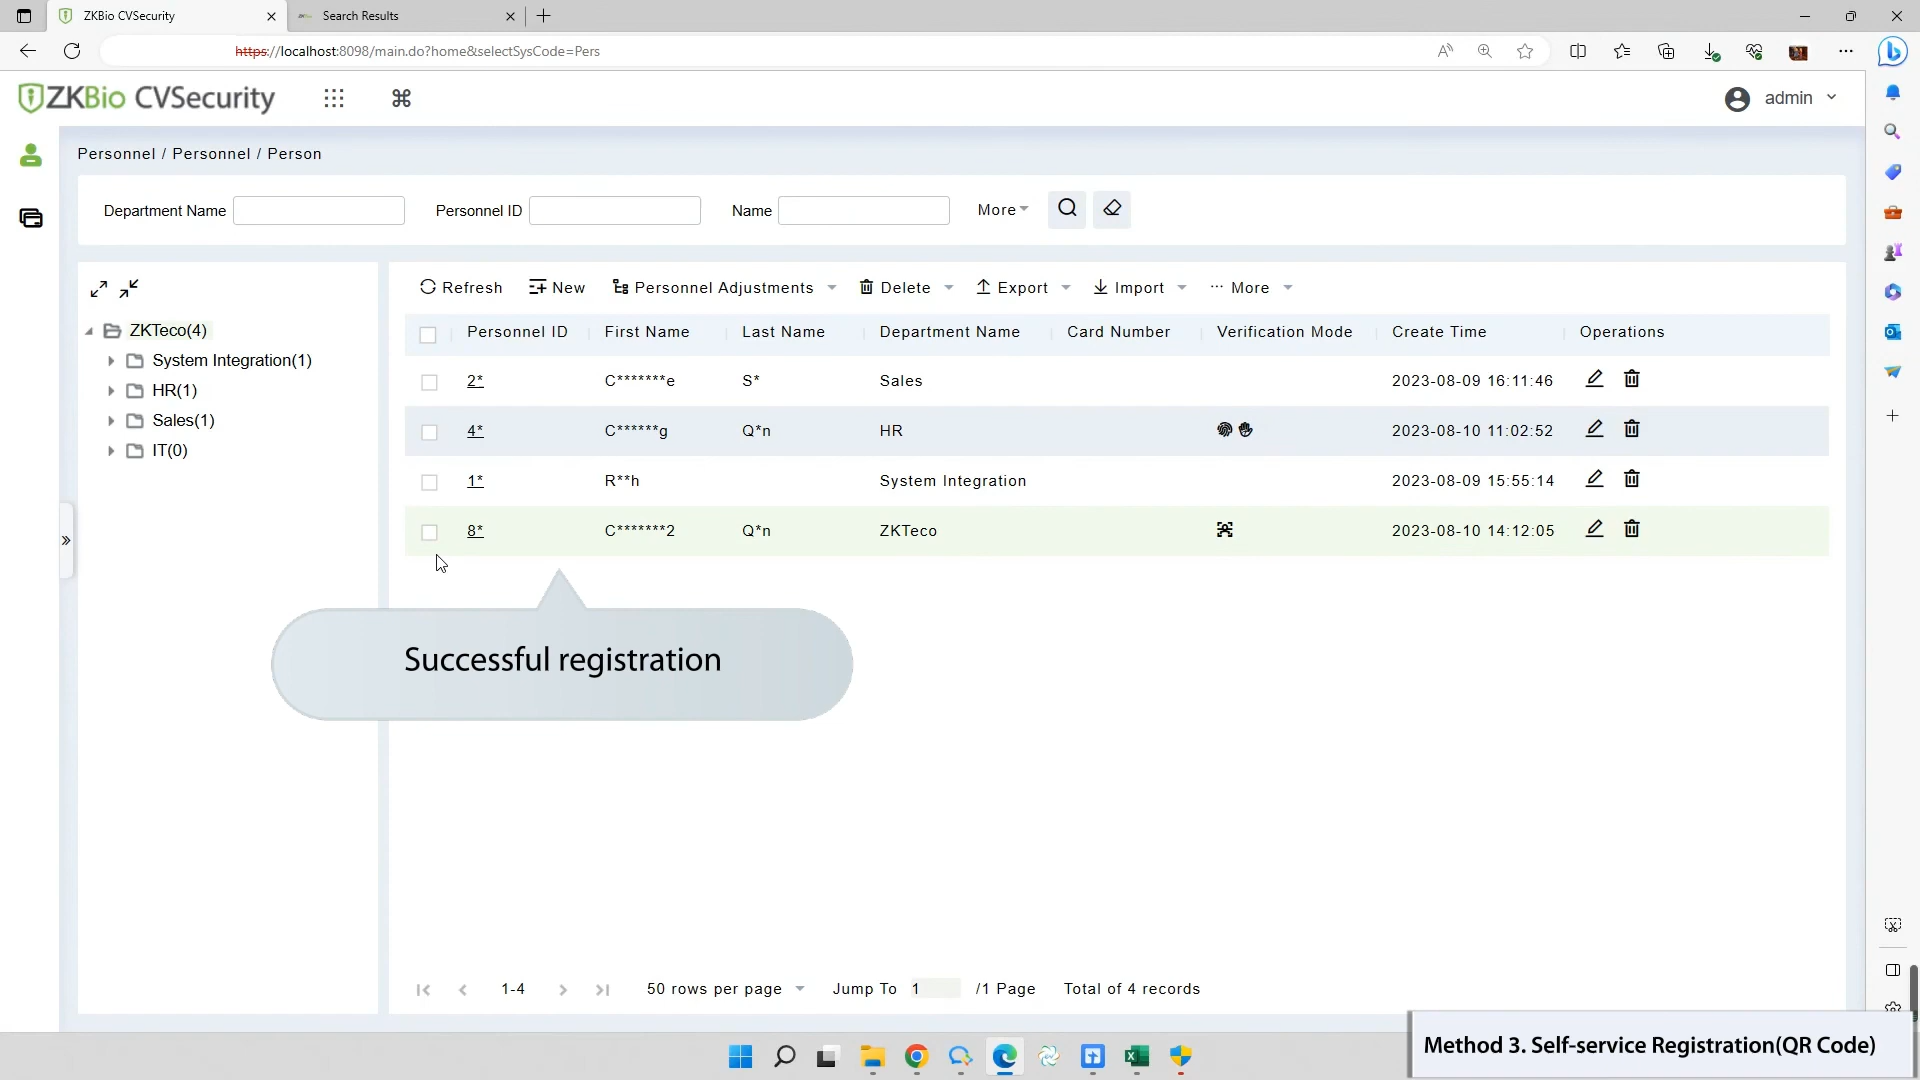 ZKBio CVSecurity
Search Results
https://localhost:8098/main.do?home&selectSysCode=Pers
ZKBio CVSecurity
admin
Personnel / Personnel / Person
Department Name
Personnel ID
Name
More
Refresh
New
Personnel Adjustments
Delete
Export
Import
More
ZKTeco(4)
System Integration(1)
HR(1)
Sales(1)
IT(0)
Personnel ID First Name Last Name Department Name Card Number Verification Mode Create Time Operations
2* C*******e S* Sales 2023-08-09 16:11:46
4* C******g Q*n HR 2023-08-10 11:02:52
1* R**h System Integration 2023-08-09 15:55:14
8* C*******2 Q*n ZKTeco 2023-08-10 14:12:05
Successful registration
1-4 50 rows per page Jump To 1 /1 Page Total of 4 records
Method 3. Self-service Registration(QR Code)